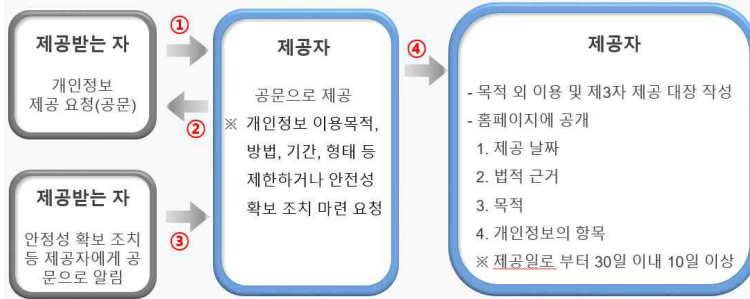 제공받는 자
개인정보
제공 요청(공문)
①
②
제공받는 자
안정성 확보 조치
등 제공자에게 공
문으로 알림
③
제공자
공문으로 제공
※ 개인정보 이용목적,
방법, 기간, 형태 등
제한하거나 안전성
확보 조치 마련 요청
④
제공자
- 목적 외 이용 및 제3자 제공 대장 작성
- 홈페이지에 공개
1. 제공 날짜
2. 법적 근거
3. 목적
4. 개인정보의 항목
※ 제공일로 부터 30일 이내 10일 이상